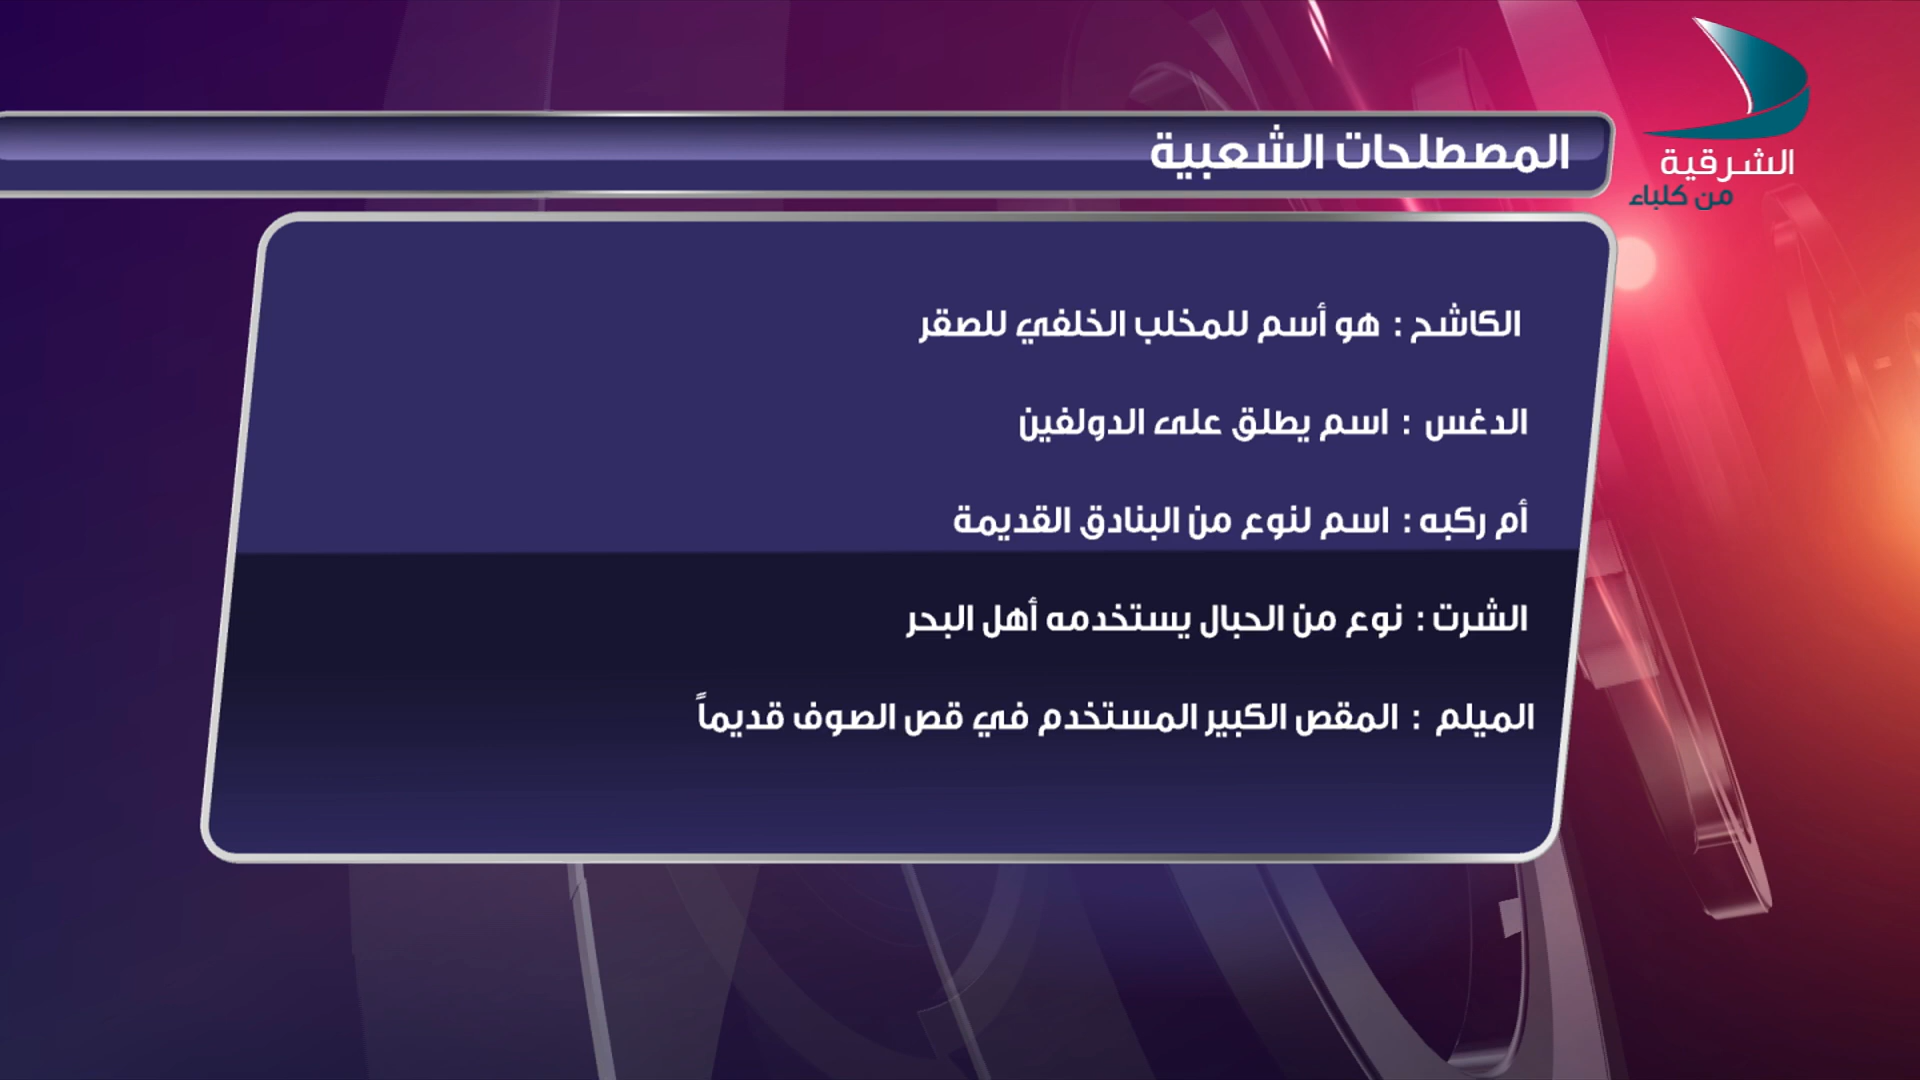 الشرقية
من كلباء
المصطلحات الشعبية
الكاشح : هو أسم للمخلب الخلفي للصقر
الدغس : اسم يطلق على الدولفين
أم ركبه : اسم لنوع من البنادق القديمة
الشرت : نوع من الحبال يستخدمه أهل البحر
الميلم : المقص الكبير المستخدم في قص الصوف قديماً